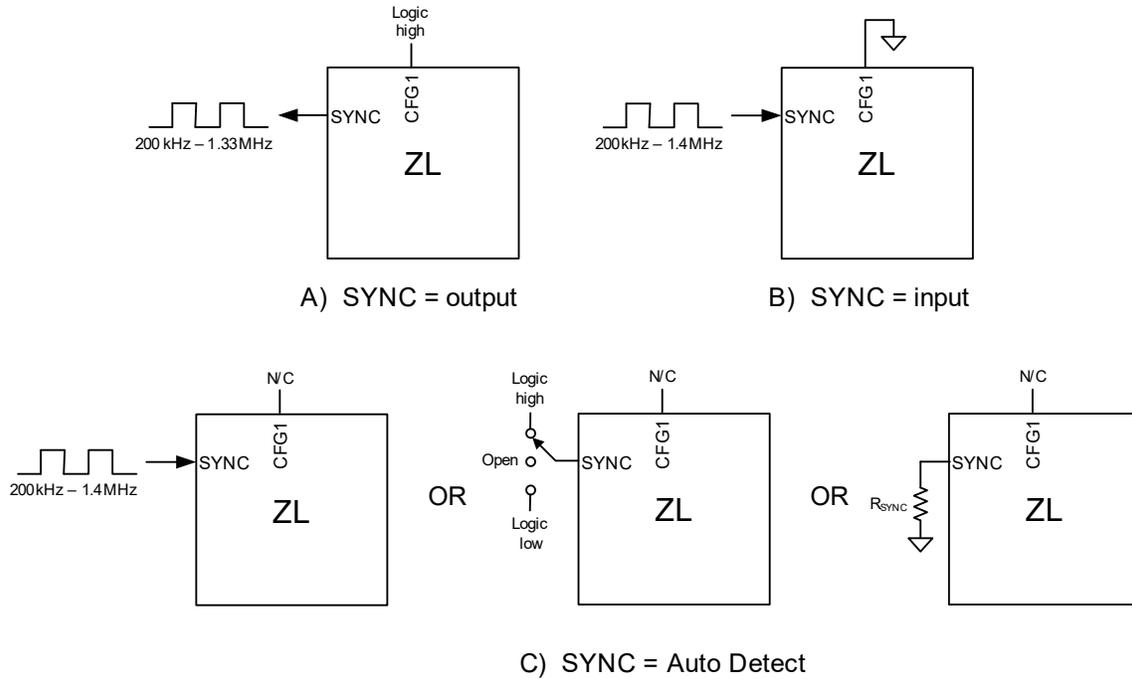 Logic
high
CFG1
SYNC
200 kHz – 1.33MHz
ZL
A) SYNC = output
CFG1
SYNC
200kHz – 1.4MHz
ZL
B) SYNC = input
N/C
CFG1
SYNC
200kHz – 1.4MHz
ZL
OR
Logic
high
Open
Logic
low
N/C
CFG1
SYNC
ZL
OR
N/C
CFG1
SYNC
RSYNC
ZL
C) SYNC = Auto Detect